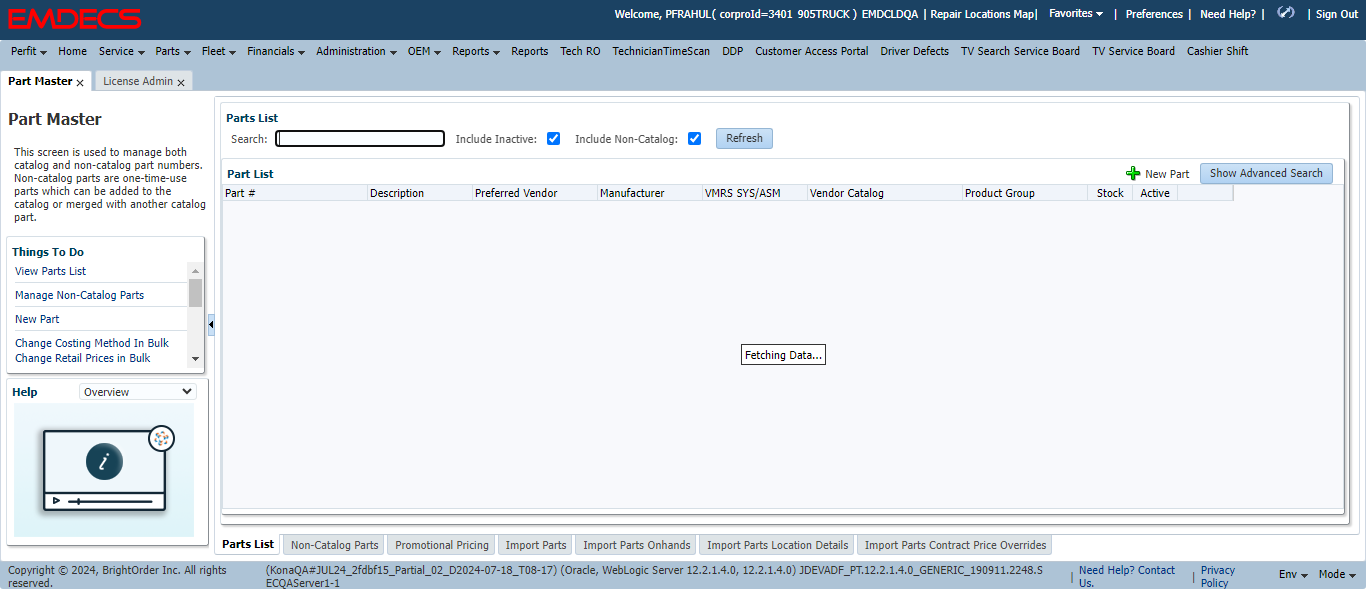 EMDECS
Welcome, PFRAHUL( corproId=3401 905TRUCK ) EMDCLDQA | Repair Locations Map| Favorites | Preferences | Need Help? | | Sign Out
Perfit Home Service Parts Fleet Financials Administration OEM Reports Reports Tech RO TechnicianTimeScan DDP Customer Access Portal Driver Defects TV Search Service Board TV Service Board Cashier Shift
Part Master x License Admin x
Part Master
This screen is used to manage both
catalog and non-catalog part numbers.
Non-catalog parts are one-time-use
parts which can be added to the
catalog or merged with another catalog
part.
Things To Do
View Parts List
Manage Non-Catalog Parts
New Part
Change Costing Method In Bulk
Change Retail Prices in Bulk
Help Overview
i
Parts List
Search: Include Inactive: Include Non-Catalog: Refresh
Part List New Part Show Advanced Search
Part # Description Preferred Vendor Manufacturer VMRS SYS/ASM Vendor Catalog Product Group Stock Active
Fetching Data...
Parts List Non-Catalog Parts Promotional Pricing Import Parts Import Parts Onhands Import Parts Location Details Import Parts Contract Price Overrides
Copyright © 2024, BrightOrder Inc. All rights
reserved.
(KonaQA#JUL24_2fdbf15_Partial_02_D2024-07-18_T08-17) (Oracle, WebLogic Server 12.2.1.4.0, 12.2.1.4.0) JDEVADF_PT.12.2.1.4.0_GENERIC_190911.2248.S
ECQAServer1-1
| Need Help? Contact
Us.
| Privacy
Policy
Env Mode